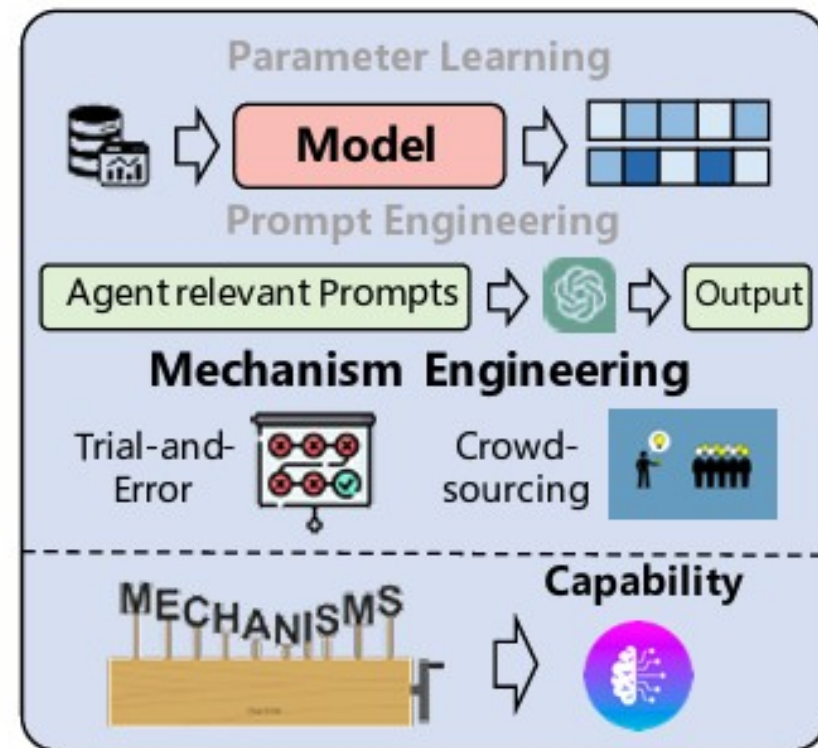 Parameter Learning
Model
Prompt Engineering
Agent relevant Prompts
Output
Mechanism Engineering
Trial-and-
Error
Crowd-
sourcing
Capability
MECHANISMS